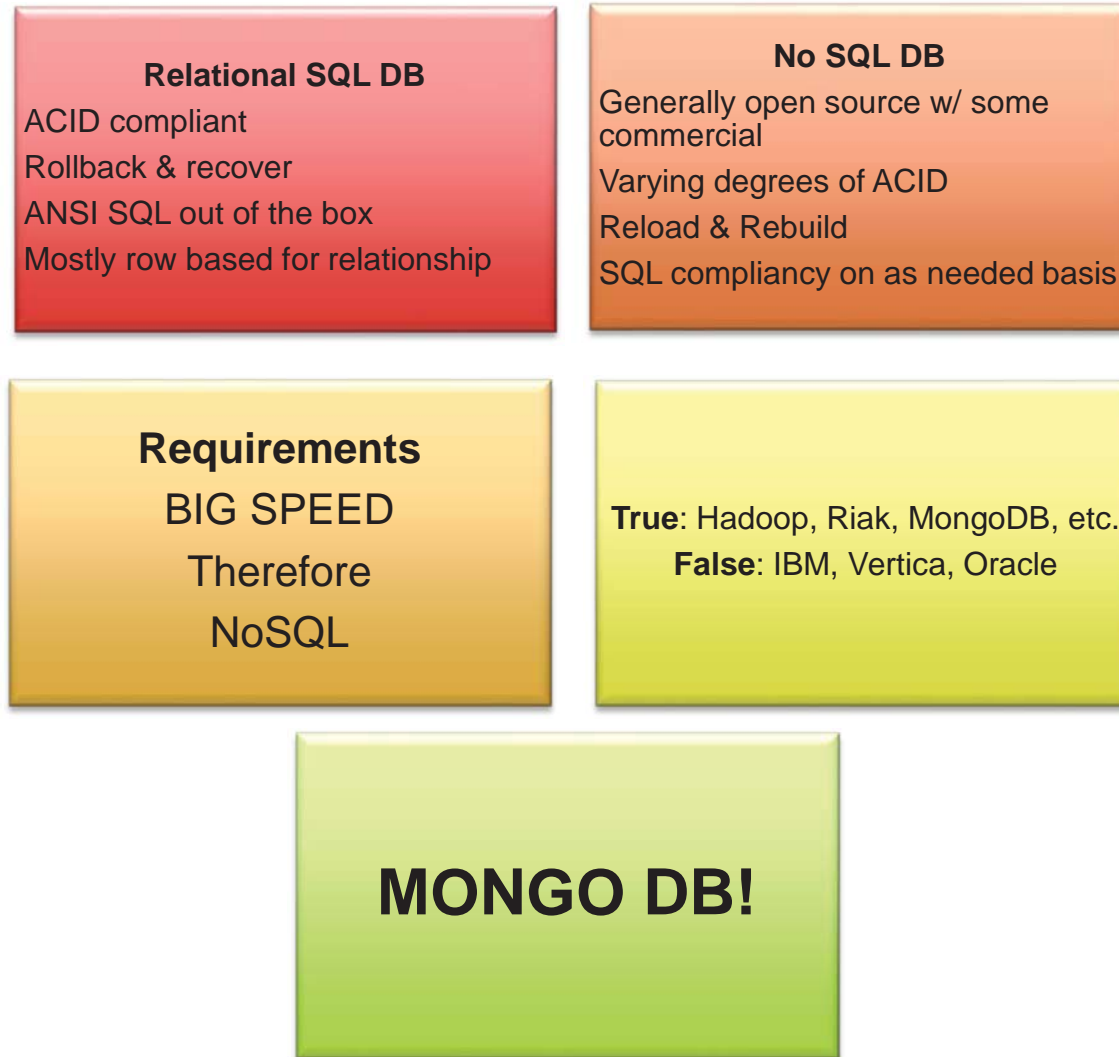 Relational SQL DB
ACID compliant
Rollback & recover
ANSI SQL out of the box
Mostly row based for relationship
No SQL DB
Generally open source w/ some
commercial
Varying degrees of ACID
Reload & Rebuild
SQL compliancy on as needed basis
Requirements
BIG SPEED
Therefore
NoSQL
True: Hadoop, Riak, MongoDB, etc.
False: IBM, Vertica, Oracle
MONGO DB!